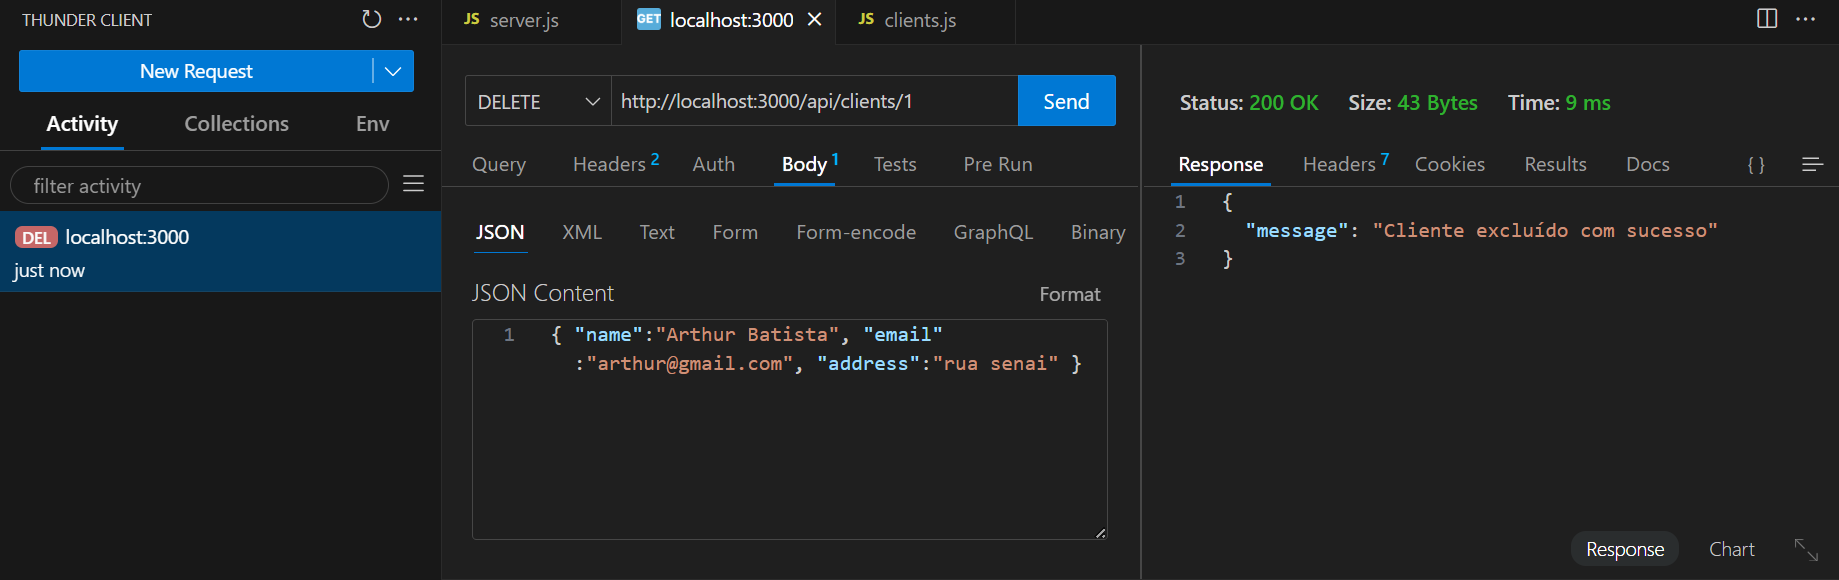 THUNDER CLIENT
New Request
Activity Collections Env
filter activity
DEL localhost:3000
just now
JS server.js GET localhost:3000 JS clients.js
DELETE http://localhost:3000/api/clients/1 Send
Query Headers 2 Auth Body 1 Tests Pre Run
JSON XML Text Form Form-encode GraphQL Binary
JSON Content Format
1 { "name":"Arthur Batista", "email"
:"arthur@gmail.com", "address":"rua senai" }
Status: 200 OK Size: 43 Bytes Time: 9 ms
Response Headers 7 Cookies Results Docs { }
1 {
2 "message": "Cliente excluído com sucesso"
3 }
Response Chart